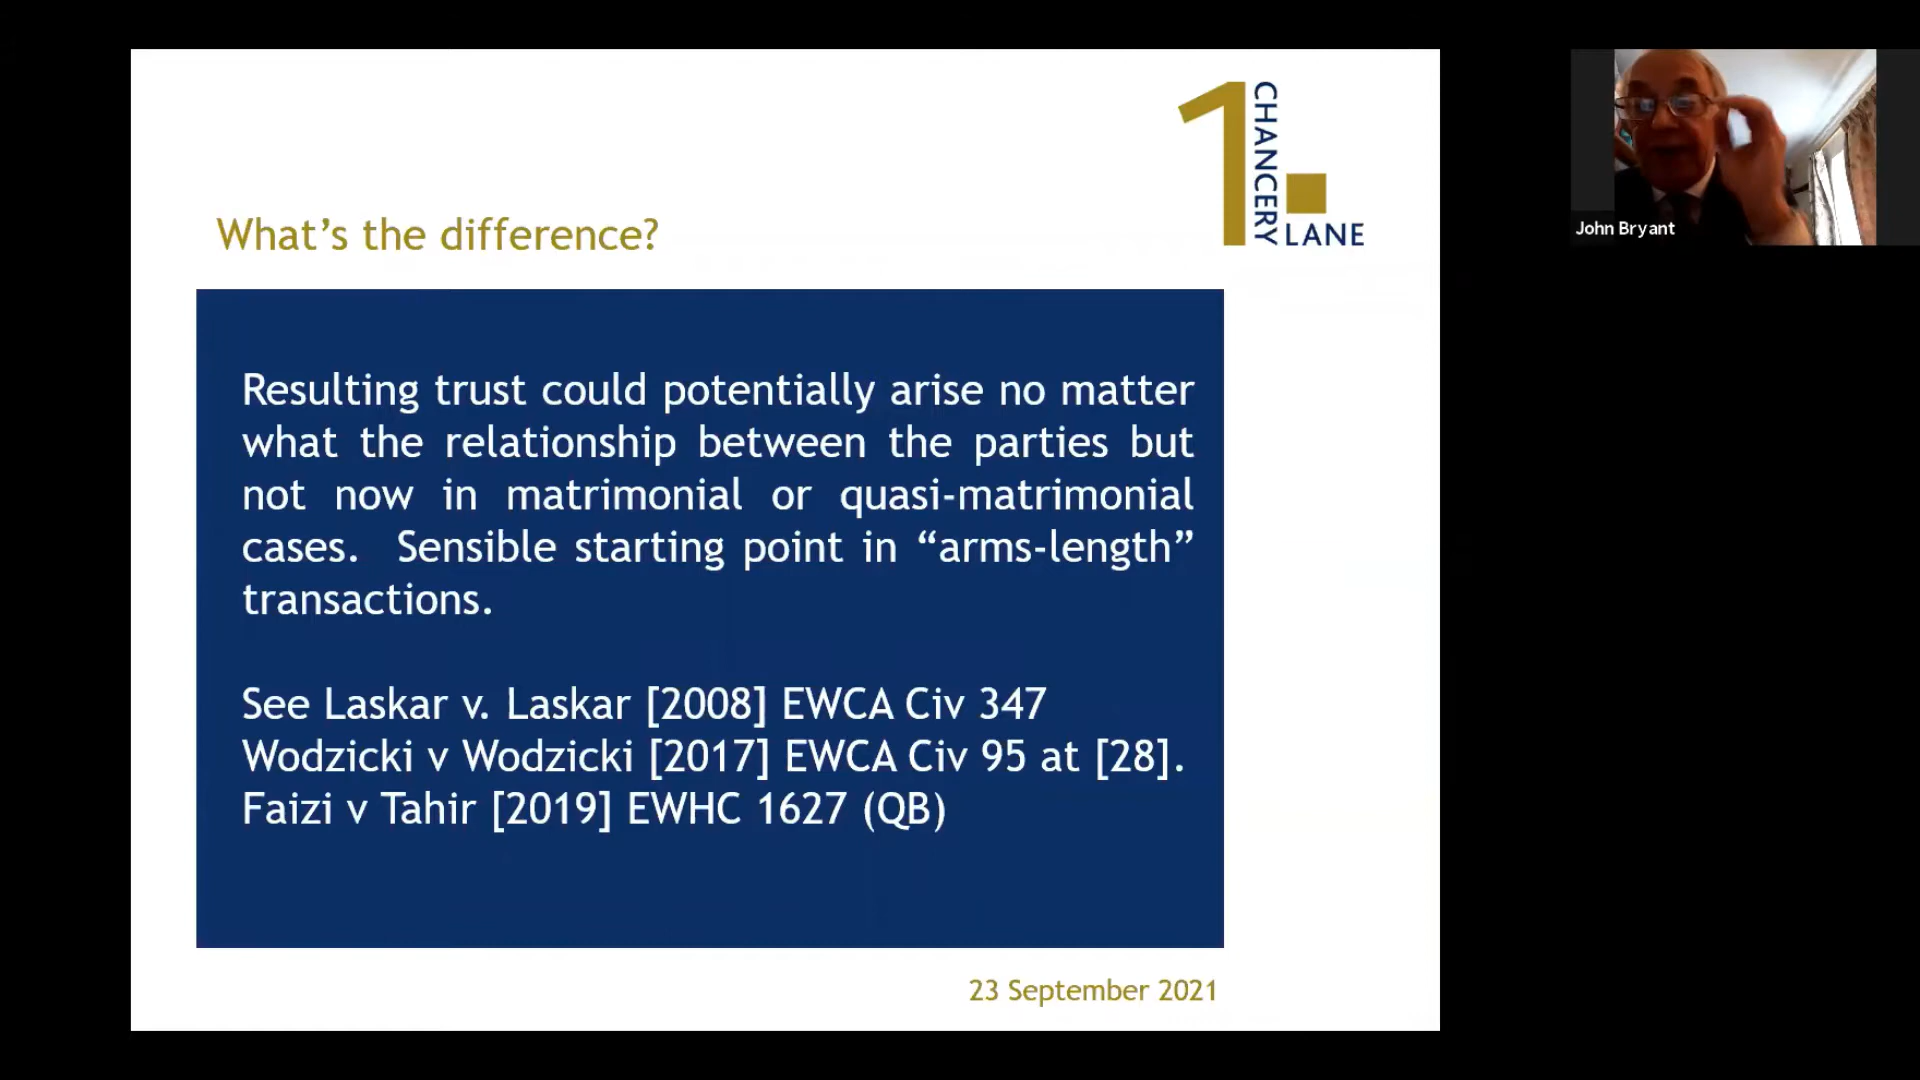 1 CHANCERY LANE
John Bryant
What’s the difference?
Resulting trust could potentially arise no matter
what the relationship between the parties but
not now in matrimonial or quasi-matrimonial
cases. Sensible starting point in “arms-length”
transactions.
See Laskar v. Laskar [2008] EWCA Civ 347
Wodzicki v Wodzicki [2017] EWCA Civ 95 at [28].
Faizi v Tahir [2019] EWHC 1627 (QB)
23 September 2021